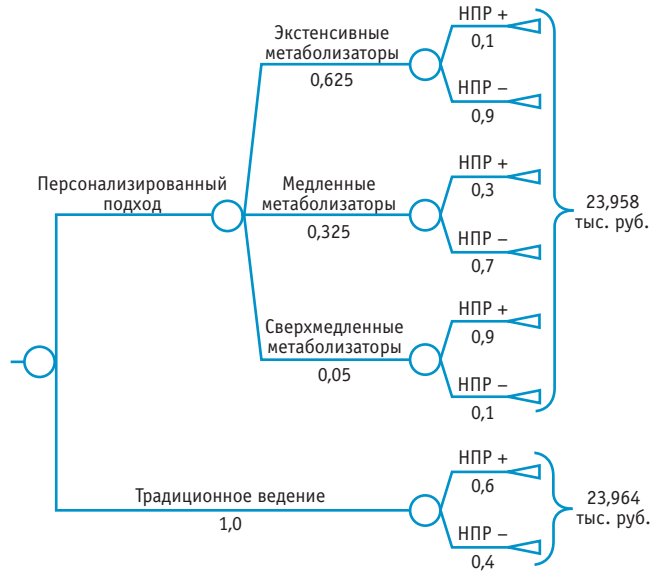 НПР +
0,1
Экстенсивные
метаболизаторы
0,625
НПР −
0,9
Персонализированный
подход
НПР +
0,3
Медленные
метаболизаторы
0,325
НПР −
0,7
23,958
тыс. руб.
НПР +
0,9
Сверхмедленные
метаболизаторы
0,05
НПР −
0,1
НПР +
0,6
Традиционное ведение
1,0
НПР −
0,4
23,964
тыс. руб.